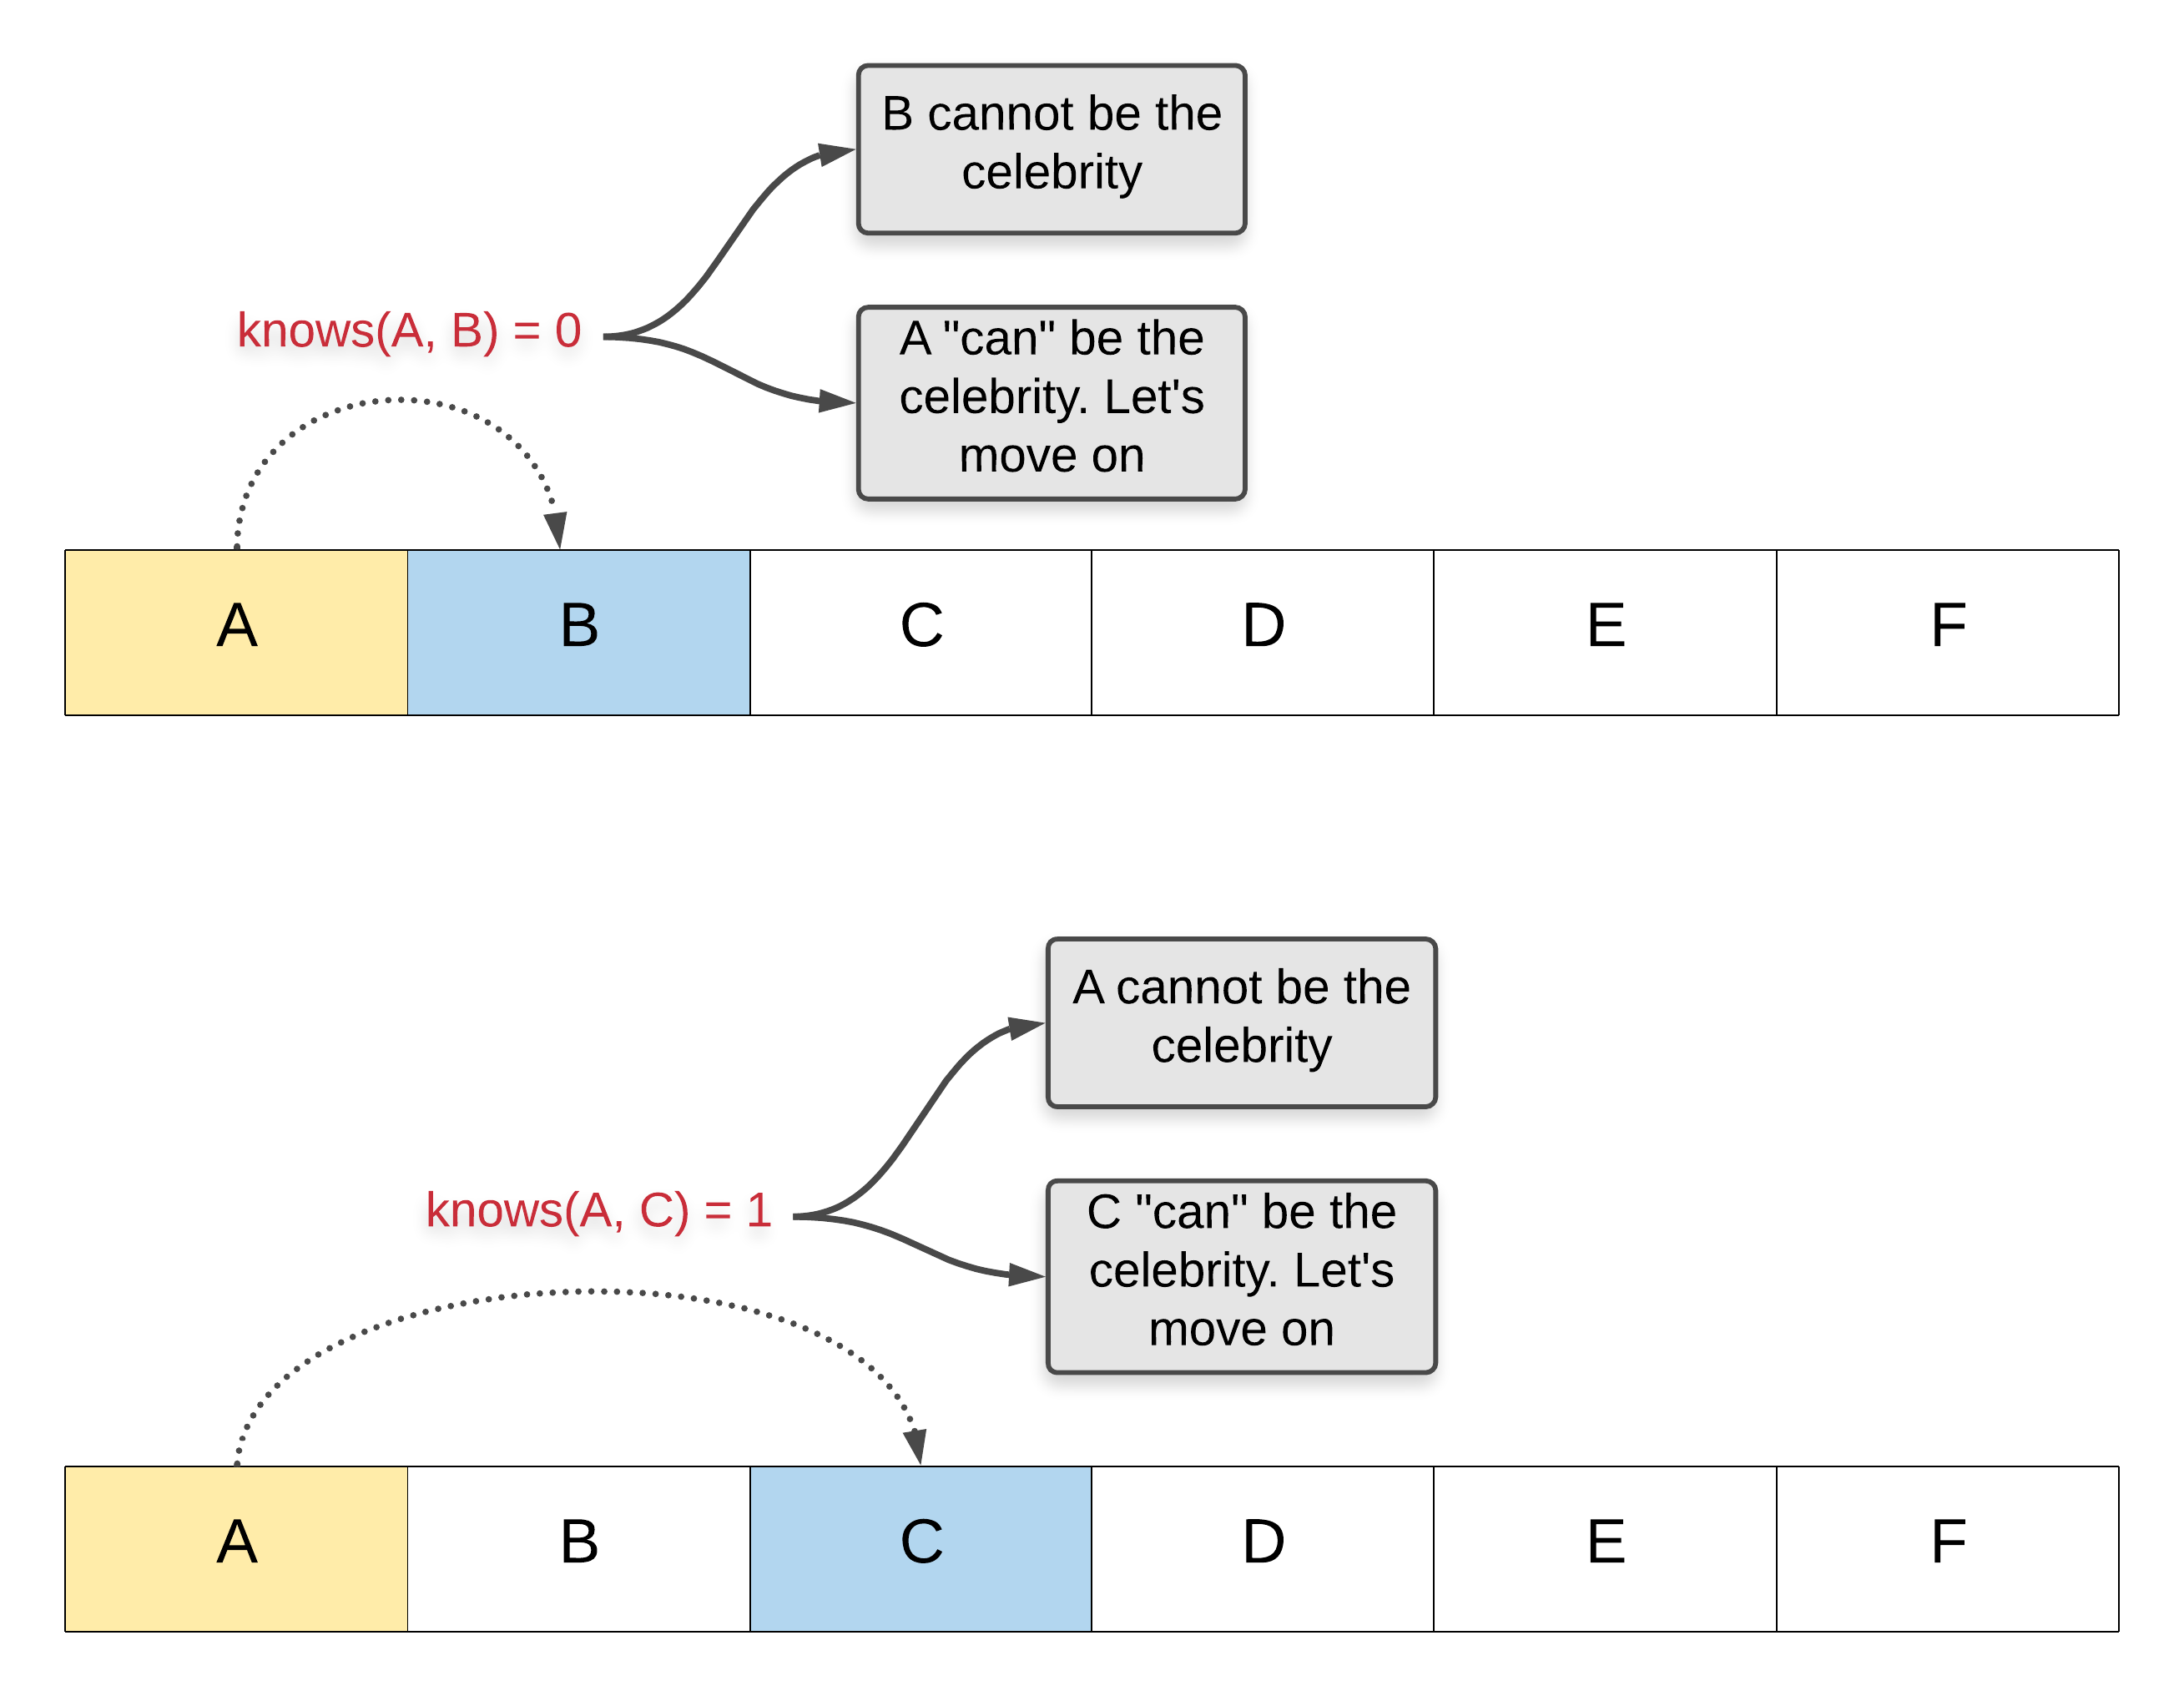 B cannot be the
celebrity
knows(A, B) = 0
A "can" be the
celebrity. Let's
move on
A B C D E F
A cannot be the
celebrity
knows(A, C) = 1
C "can" be the
celebrity. Let's
move on
A B C D E F